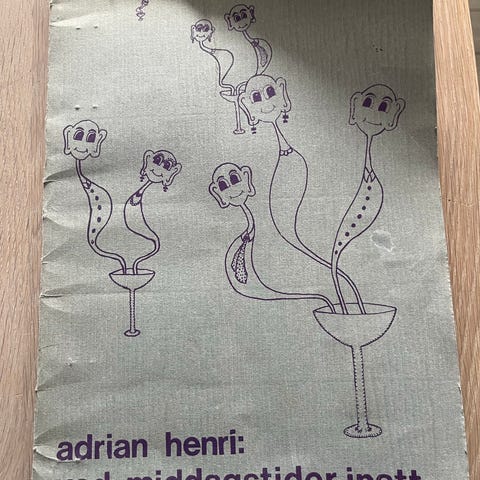 adrian henri:
ved middagstider inatt